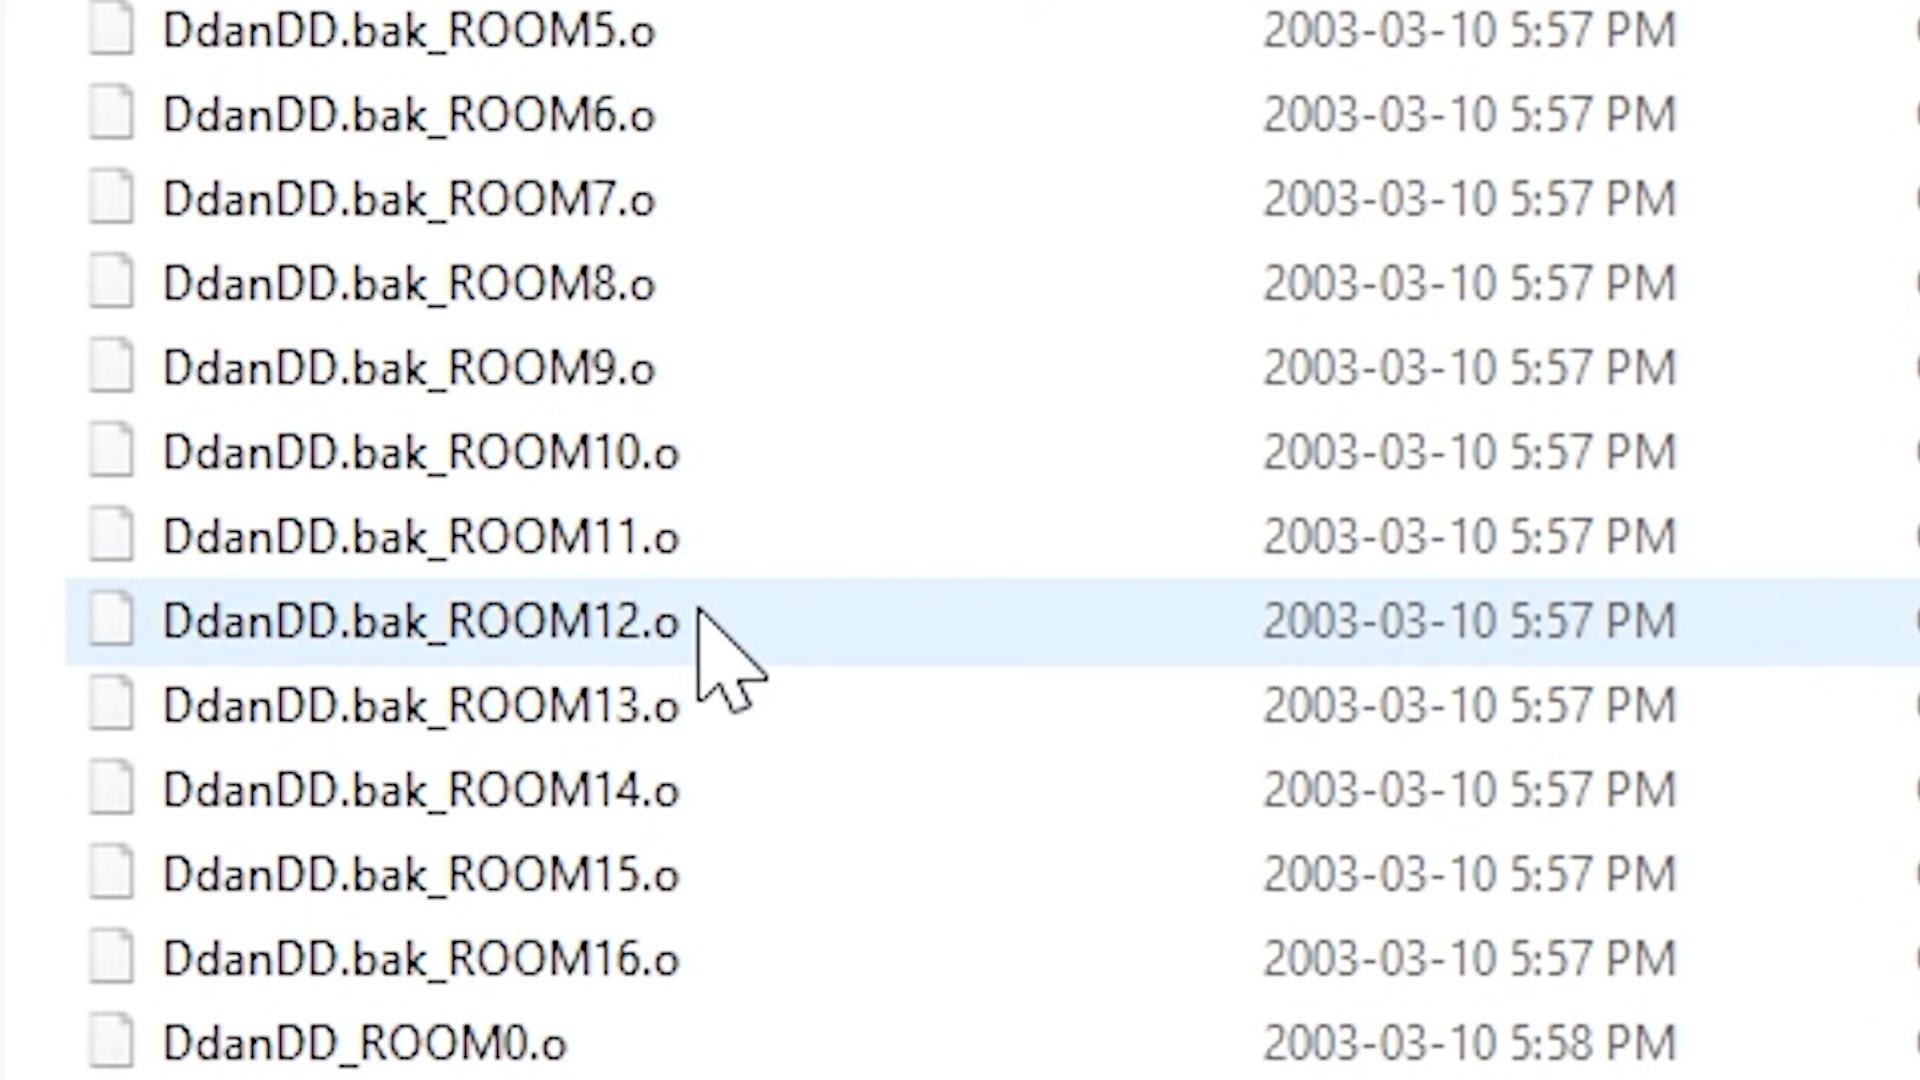 DdanDD.bak_ROOM5.o 2003-03-10 5:57 PM
DdanDD.bak_ROOM6.o 2003-03-10 5:57 PM
DdanDD.bak_ROOM7.o 2003-03-10 5:57 PM
DdanDD.bak_ROOM8.o 2003-03-10 5:57 PM
DdanDD.bak_ROOM9.o 2003-03-10 5:57 PM
DdanDD.bak_ROOM10.o 2003-03-10 5:57 PM
DdanDD.bak_ROOM11.o 2003-03-10 5:57 PM
DdanDD.bak_ROOM12.o 2003-03-10 5:57 PM
DdanDD.bak_ROOM13.o 2003-03-10 5:57 PM
DdanDD.bak_ROOM14.o 2003-03-10 5:57 PM
DdanDD.bak_ROOM15.o 2003-03-10 5:57 PM
DdanDD.bak_ROOM16.o 2003-03-10 5:57 PM
DdanDD_ROOM0.o 2003-03-10 5:58 PM